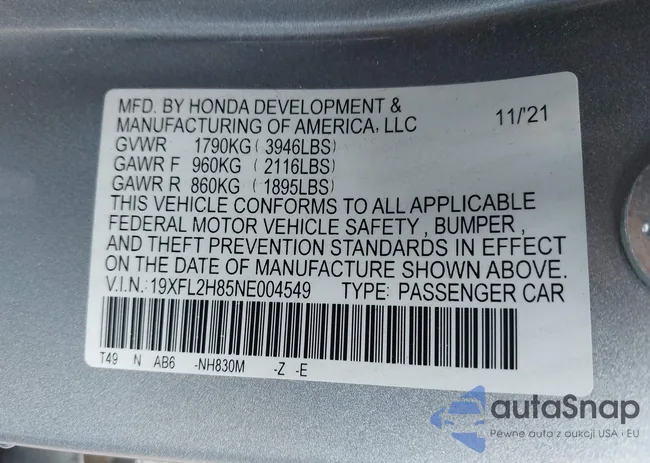 MFD. BY HONDA DEVELOPMENT &
MANUFACTURING OF AMERICA, LLC 11/'21
GVWR 1790KG ( 3946LBS )
GAWR F 960KG ( 2116LBS )
GAWR R 860KG ( 1895LBS )
THIS VEHICLE CONFORMS TO ALL APPLICABLE
FEDERAL MOTOR VEHICLE SAFETY , BUMPER ,
AND THEFT PREVENTION STANDARDS IN EFFECT
ON THE DATE OF MANUFACTURE SHOWN ABOVE.
V.I.N.: 19XFL2H85NE004549 TYPE: PASSENGER CAR
T49 N AB6 -NH830M -Z -E
autaSnap
Pewne auta z aukcji USA i EU